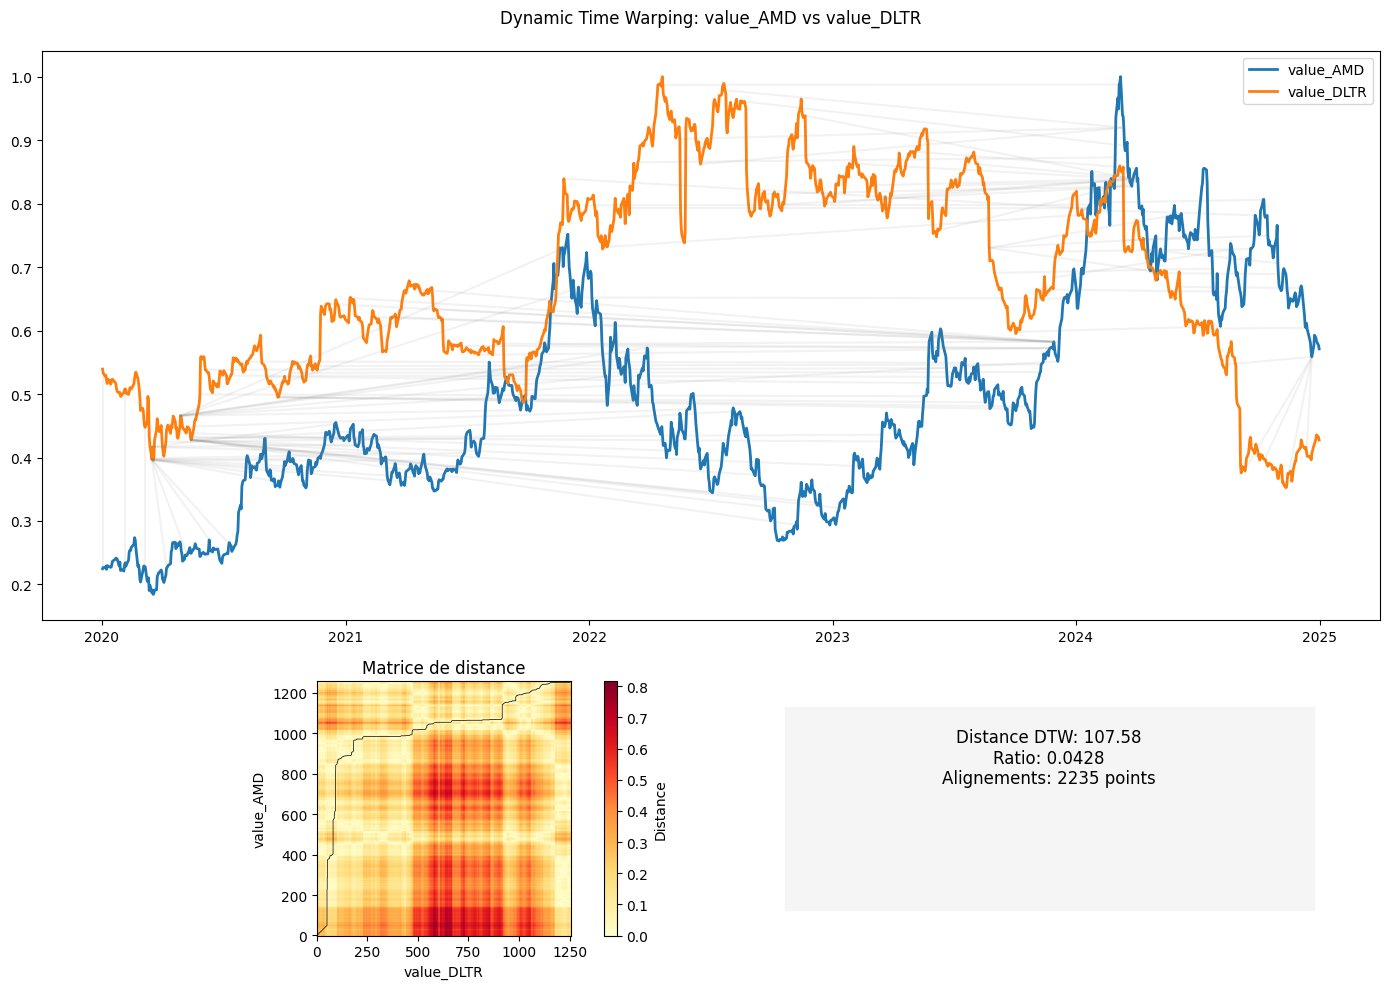 Dynamic Time Warping: value_AMD vs value_DLTR
value_AMD
value_DLTR
1.0
0.9
0.8
0.7
0.6
0.5
0.4
0.3
0.2
2020 2021 2022 2023 2024 2025
Matrice de distance
value_AMD
1200
1000
800
600
400
200
0
0 250 500 750 1000 1250
value_DLTR
0.8
0.7
0.6
0.5
0.4
0.3
0.2
0.1
0.0
Distance
Distance DTW: 107.58
Ratio: 0.0428
Alignements: 2235 points